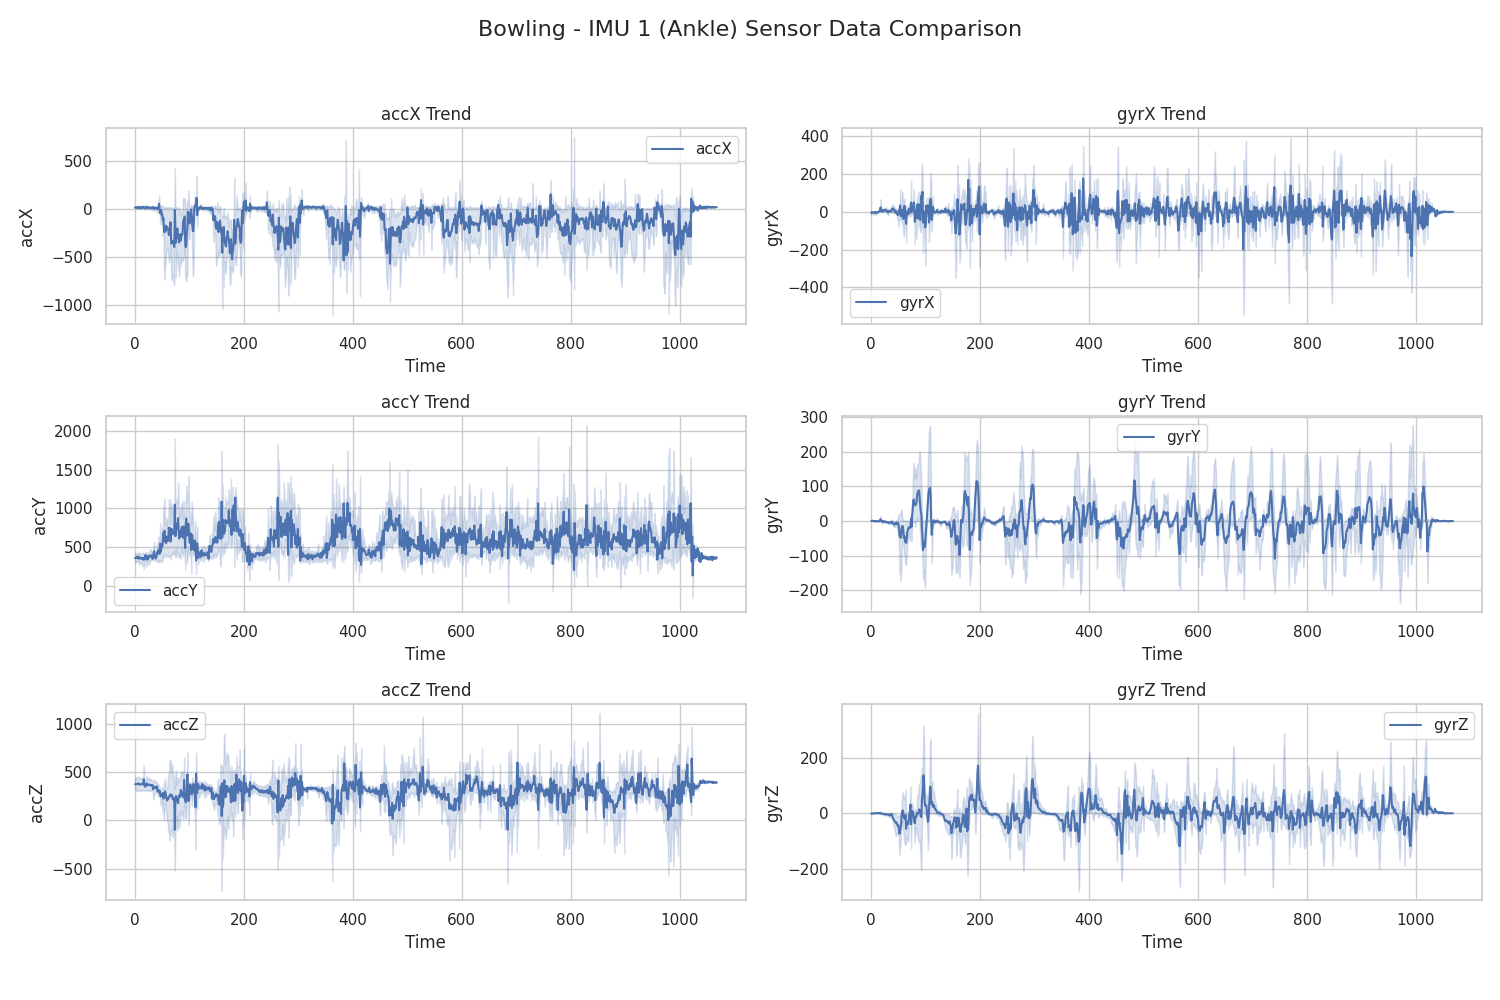 Bowling - IMU 1 (Ankle) Sensor Data Comparison
accX Trend
accX
500
0
−500
−1000
accX
0 200 400 600 800 1000
Time
gyrX Trend
gyrX
400
200
0
−200
−400
gyrX
0 200 400 600 800 1000
Time
accY Trend
accY
2000
1500
1000
500
0
accY
0 200 400 600 800 1000
Time
gyrY Trend
gyrY
300
200
100
0
−100
−200
gyrY
0 200 400 600 800 1000
Time
accZ Trend
accZ
1000
500
0
−500
accZ
0 200 400 600 800 1000
Time
gyrZ Trend
gyrZ
200
0
−200
gyrZ
0 200 400 600 800 1000
Time